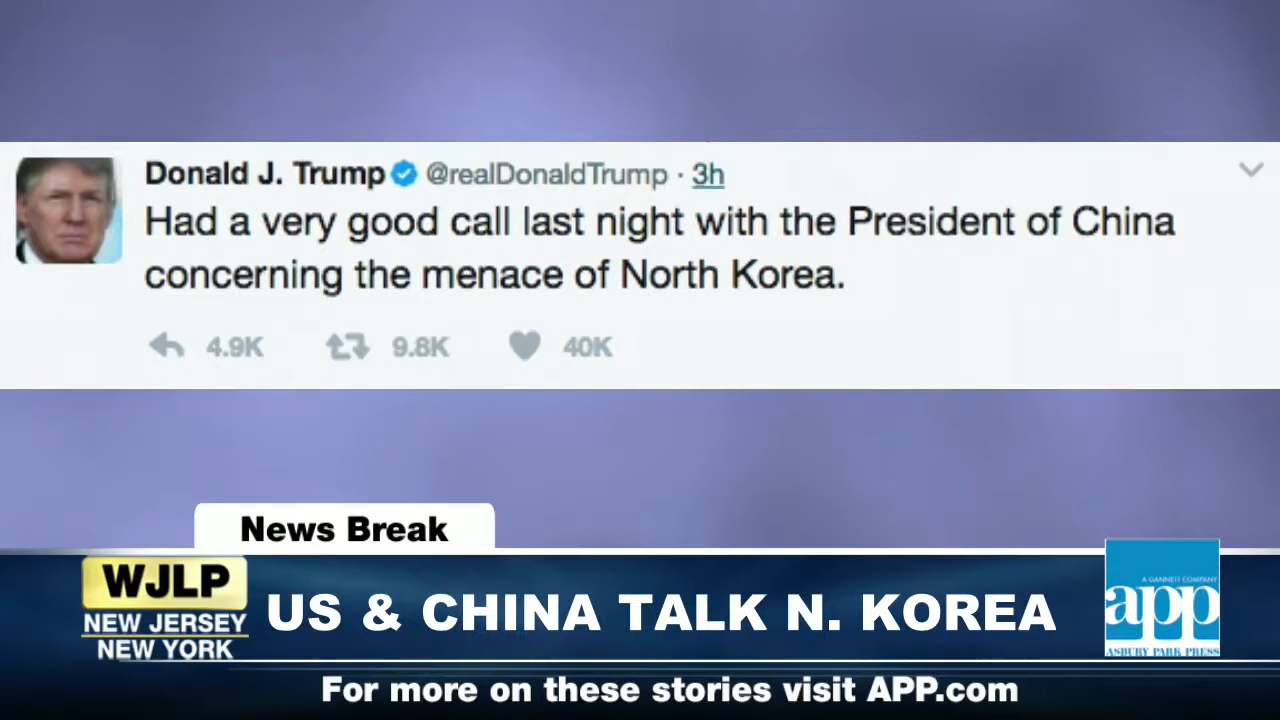 Donald J. Trump @realDonaldTrump · 3h
Had a very good call last night with the President of China
concerning the menace of North Korea.
4.9K 9.8K 40K
News Break
WJLP
NEW JERSEY
NEW YORK
US & CHINA TALK N. KOREA
A GANNETT COMPANY
app
ASBURY PARK PRESS
For more on these stories visit APP.com